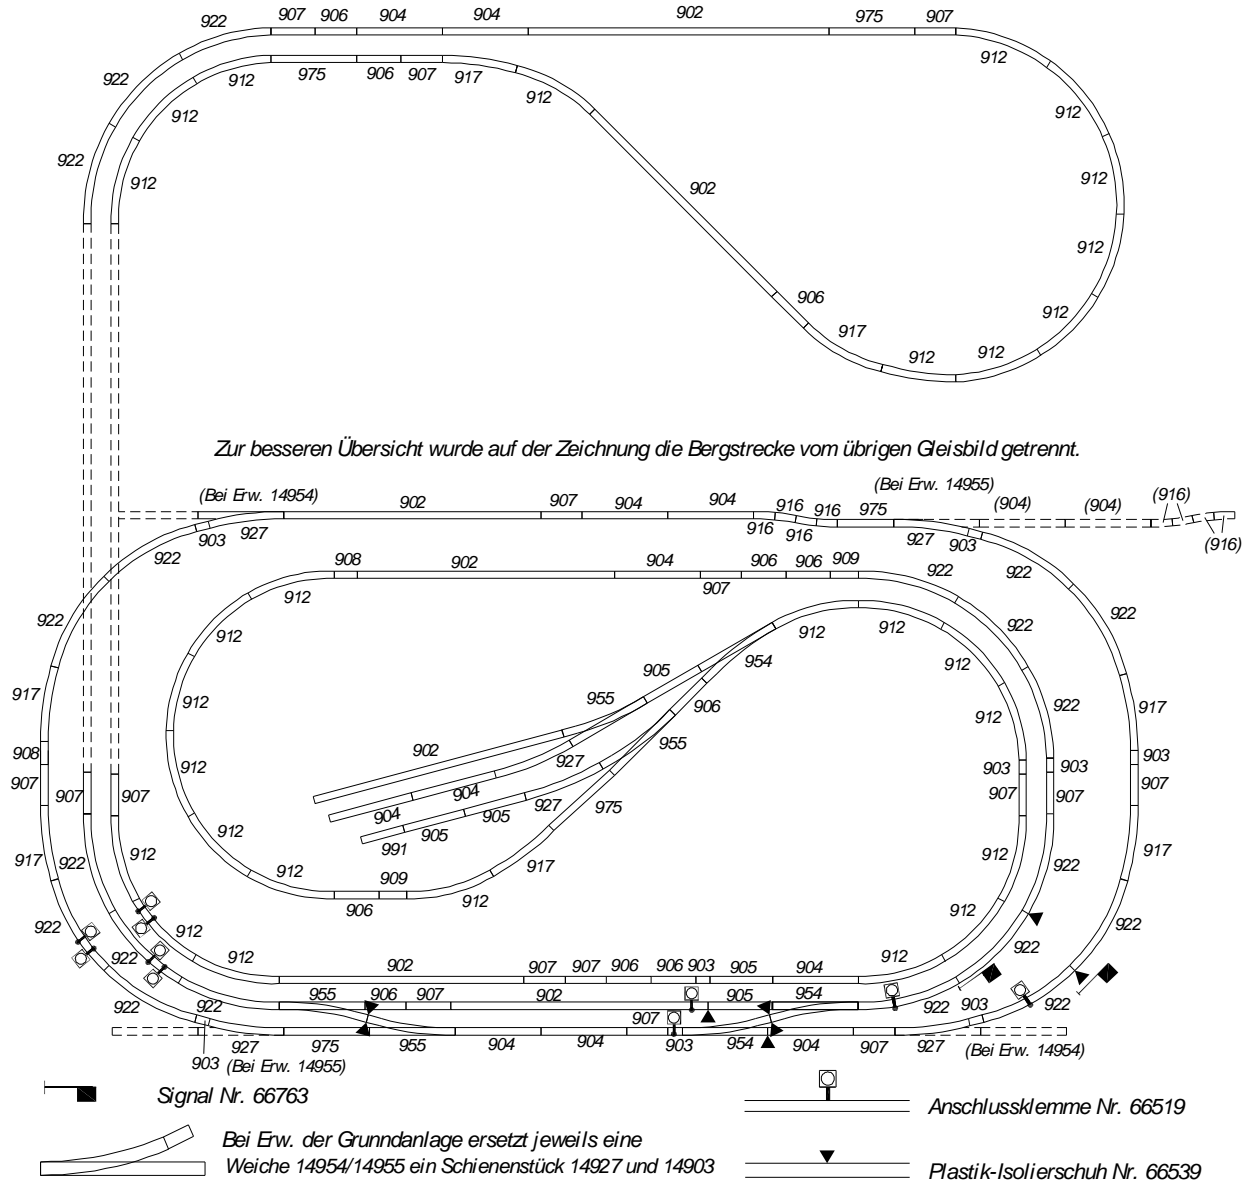 922 907 906 904 904 902 975 907
912 975 906 907 917 912
922 912 912
922 912 912
902 912
912
906 912
917 912 912
Zur besseren Übersicht wurde auf der Zeichnung die Bergstrecke vom übrigen Gleisbild getrennt.
(Bei Erw. 14954) 902 907 904 904 916 916 975 (Bei Erw. 14955) (904) (904) (916)
922 903 927 916 916 927 903 (916)
908 902 904 906 906 909 922 922
907
912 922
922 912 912 912 922
905 954 912
917 912 955 906 912 922 917
908 902 927 955 903 903 903
907 907 907 912 904 904 975 907 907 907
905 905 927
991
917 922 912 912 917 912 922 917
912 909 912
906
922 912 912 922 922
922 912 902 907 907 906 906 903 905 904 912
922 922 955 906 907 902 905 954 922 903 922
907
903 927 975 955 904 904 903 954 904 907 927 (Bei Erw. 14954)
(Bei Erw. 14955)
Signal Nr. 66763
Anschlussklemme Nr. 66519
Bei Erw. der Grunndanlage ersetzt jeweils eine
Weiche 14954/14955 ein Schienenstück 14927 und 14903
Plastik-Isolierschuh Nr. 66539